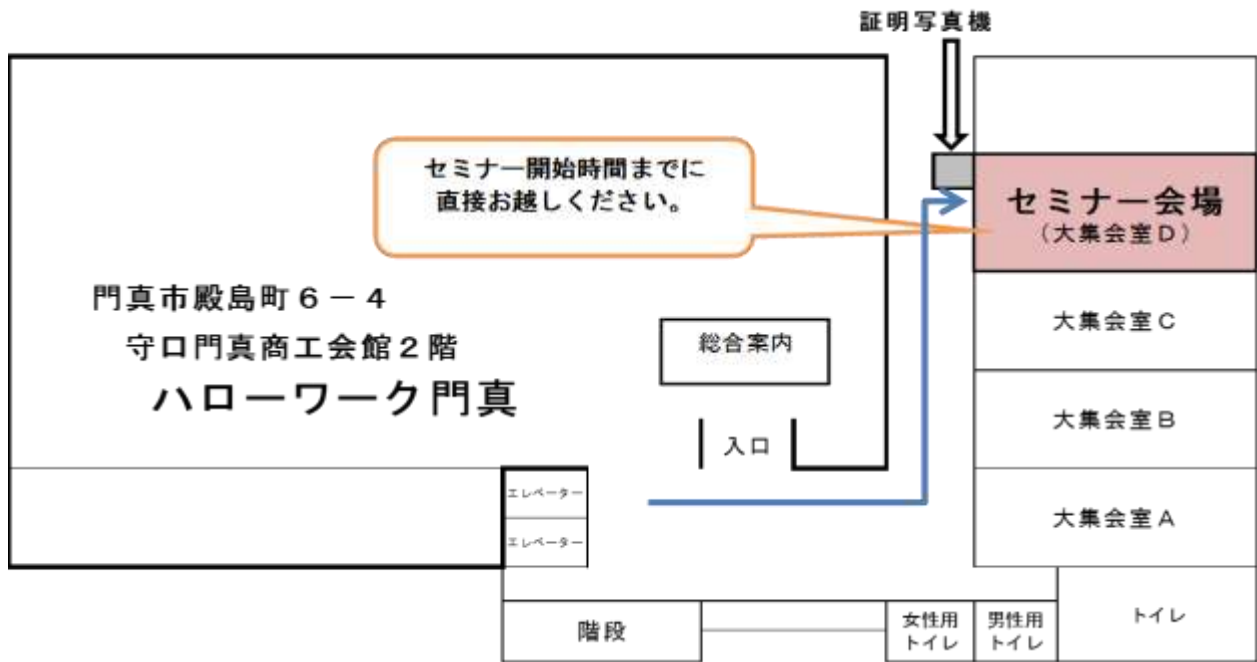 証明写真機
セミナー開始時間までに
直接お越しください。
セミナー会場
（大集会室Ｄ）
門真市殿島町６－４
守口門真商工会館２階
ハローワーク門真
総合案内
大集会室Ｃ
入口
大集会室Ｂ
エレベーター
エレベーター
大集会室Ａ
階段
女性用
トイレ
男性用
トイレ
トイレ